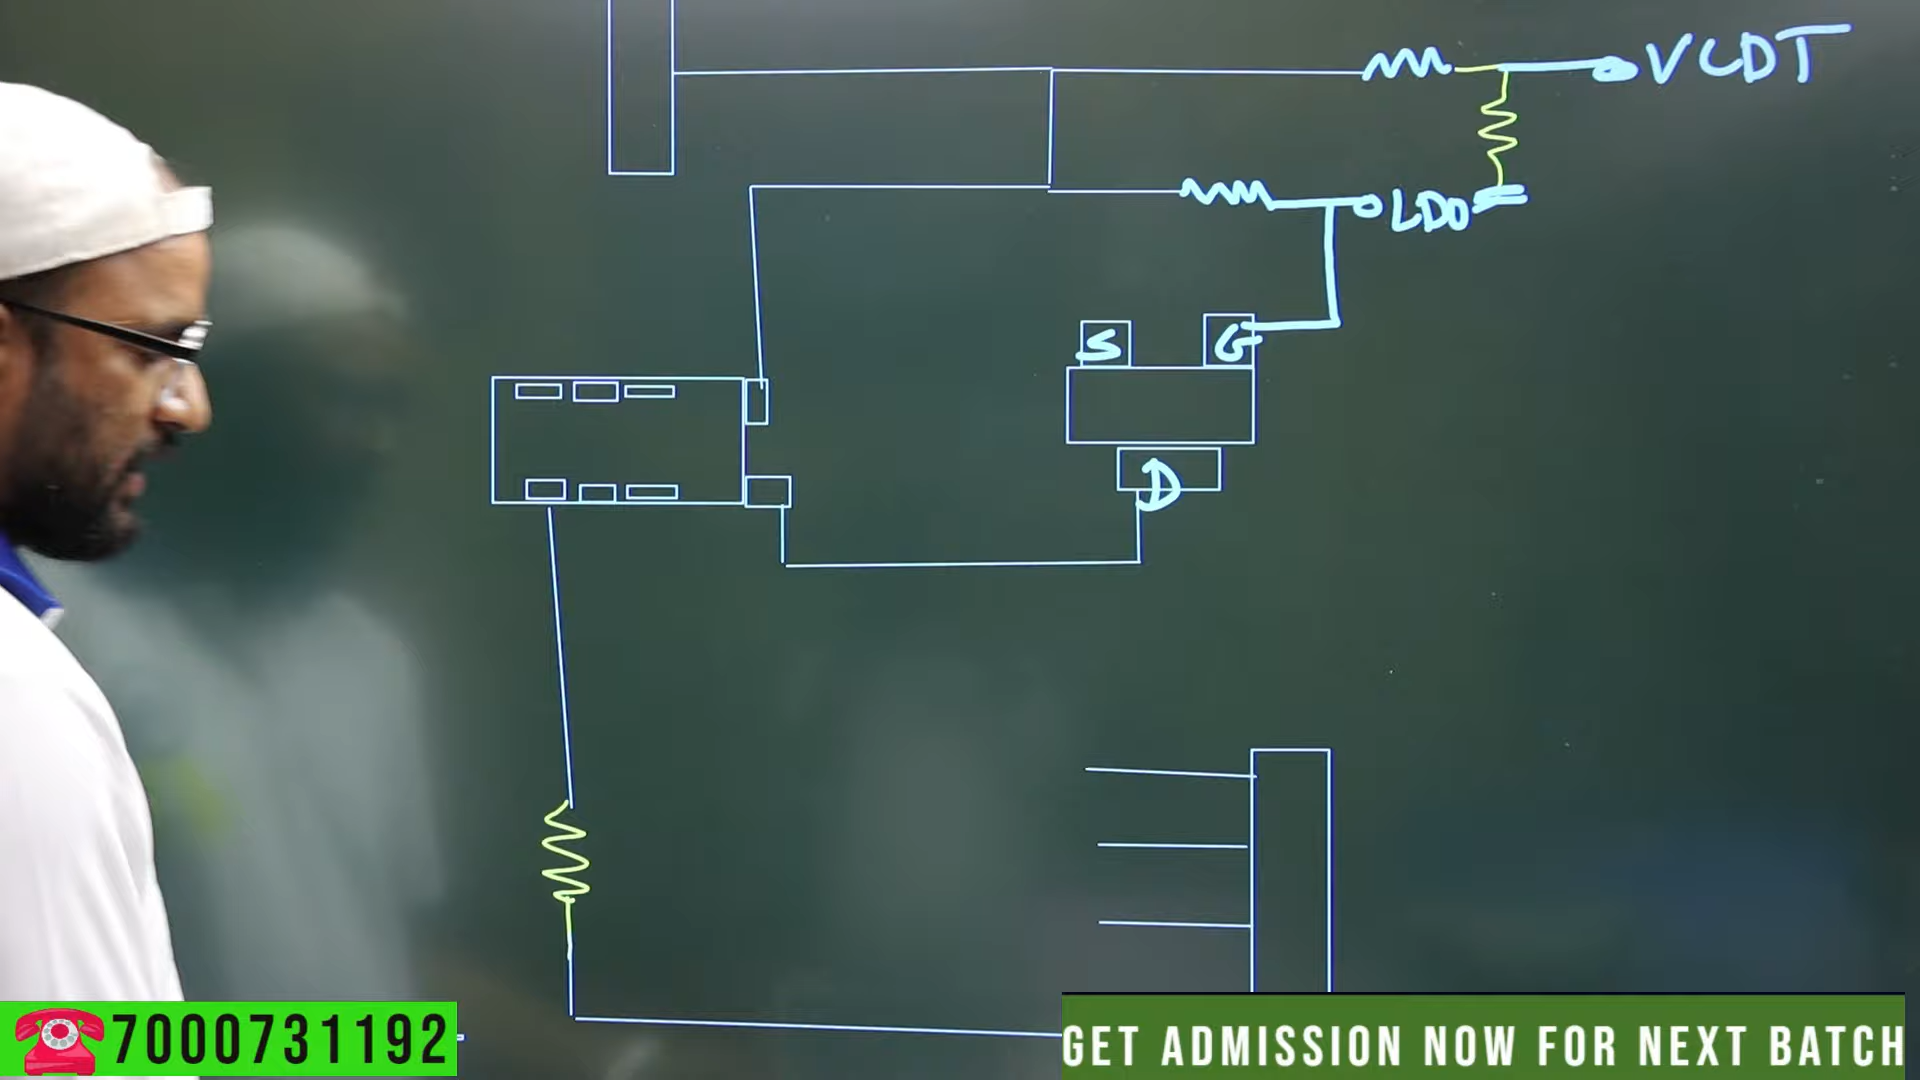 VCDT
LDO
S
G
D
7000731192
GET ADMISSION NOW FOR NEXT BATCH